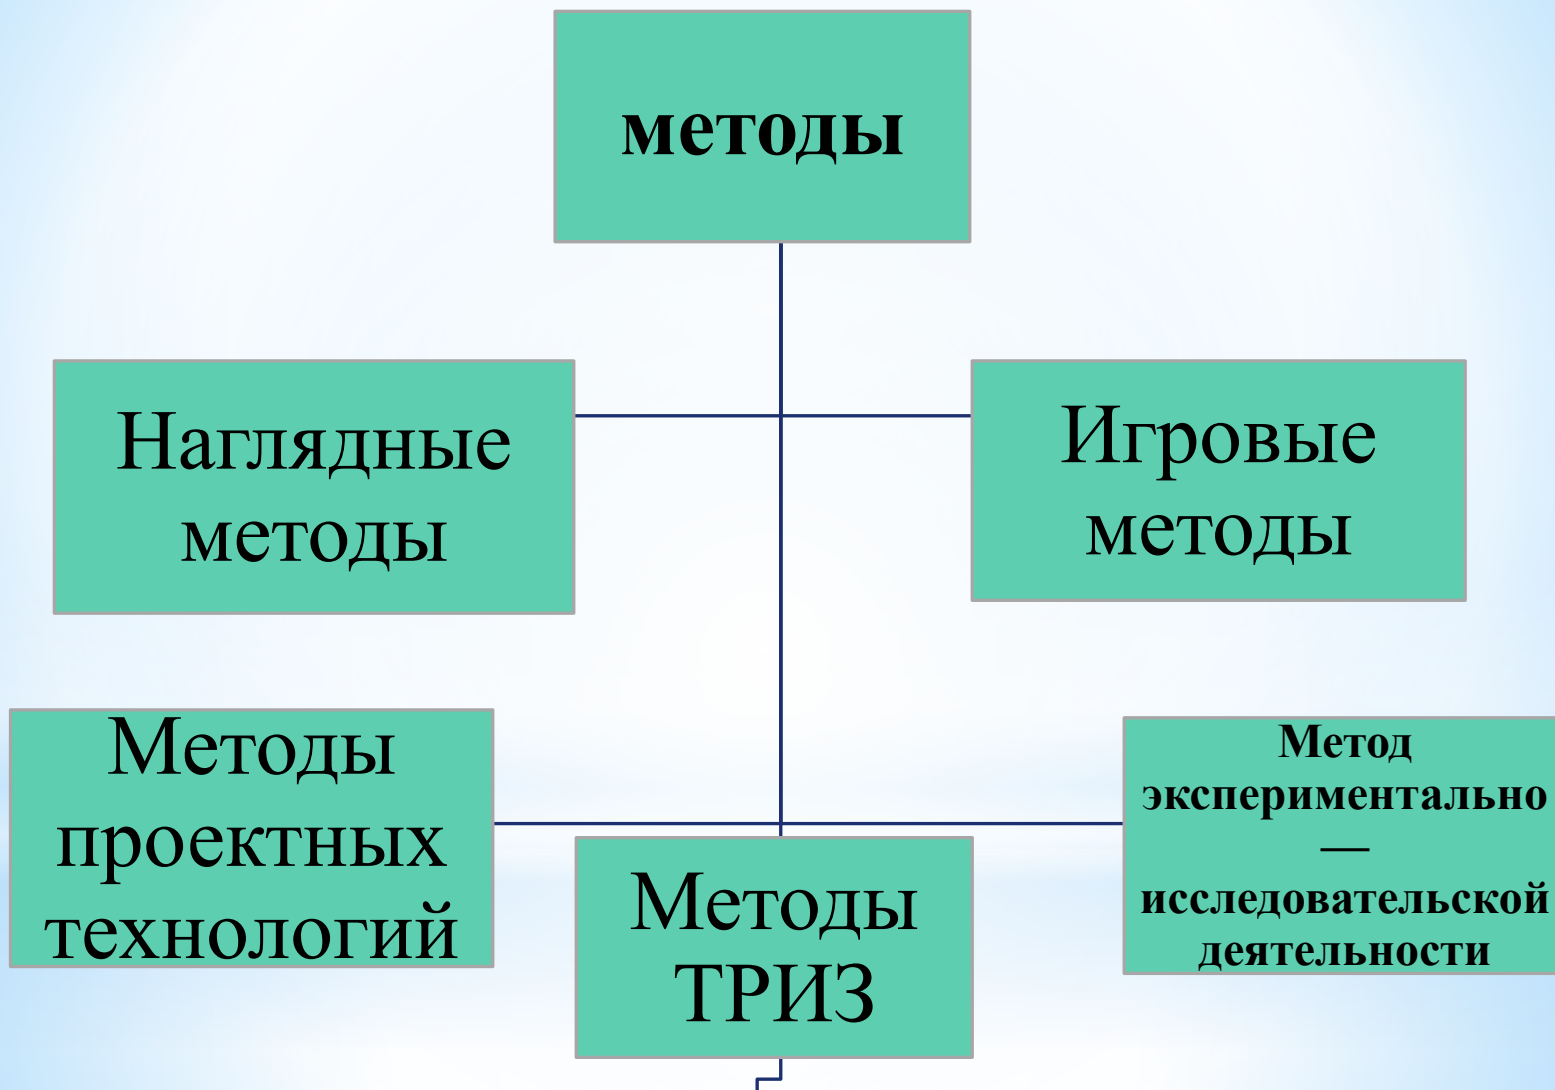 методы
Наглядные
методы
Игровые
методы
Методы
проектных
технологий
Методы
ТРИЗ
Метод
экспериментально
—
исследовательской
деятельности